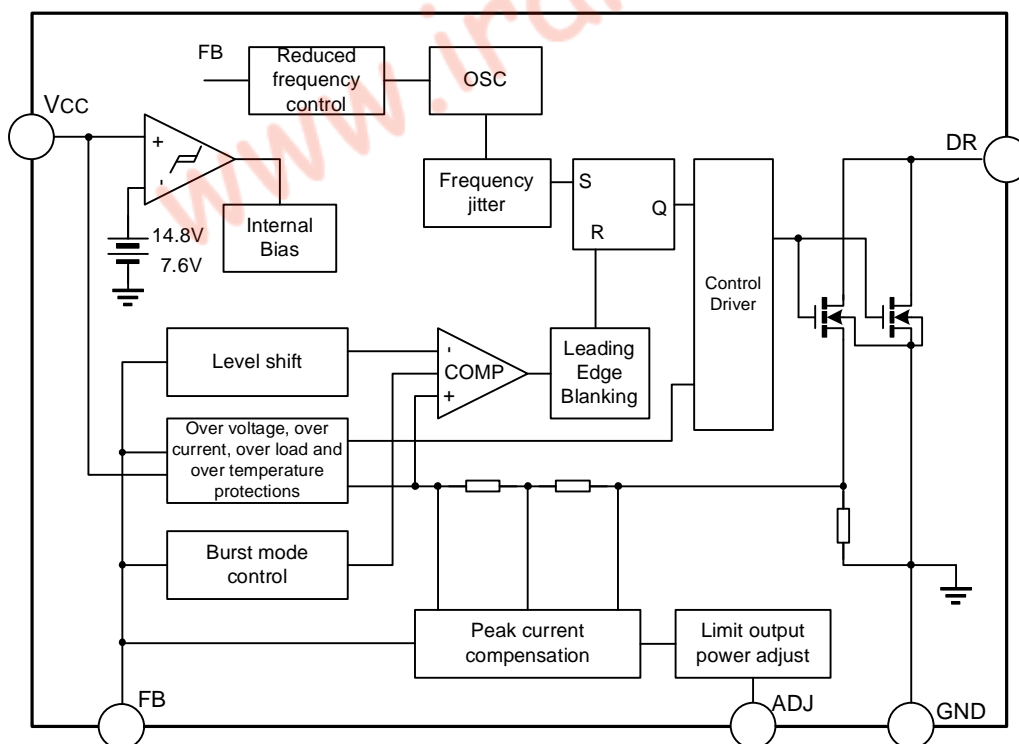 www.ira
FB
Reduced
frequency
control
OSC
VCC
+
-
14.8V
7.6V
Internal
Bias
Frequency
jitter
S
R
Q
Control
Driver
DR
Level shift
-
COMP
+
Leading
Edge
Blanking
Over voltage, over
current, over load and
over temperature
protections
Burst mode
control
Peak current
compensation
Limit output
power adjust
FB
ADJ
GND